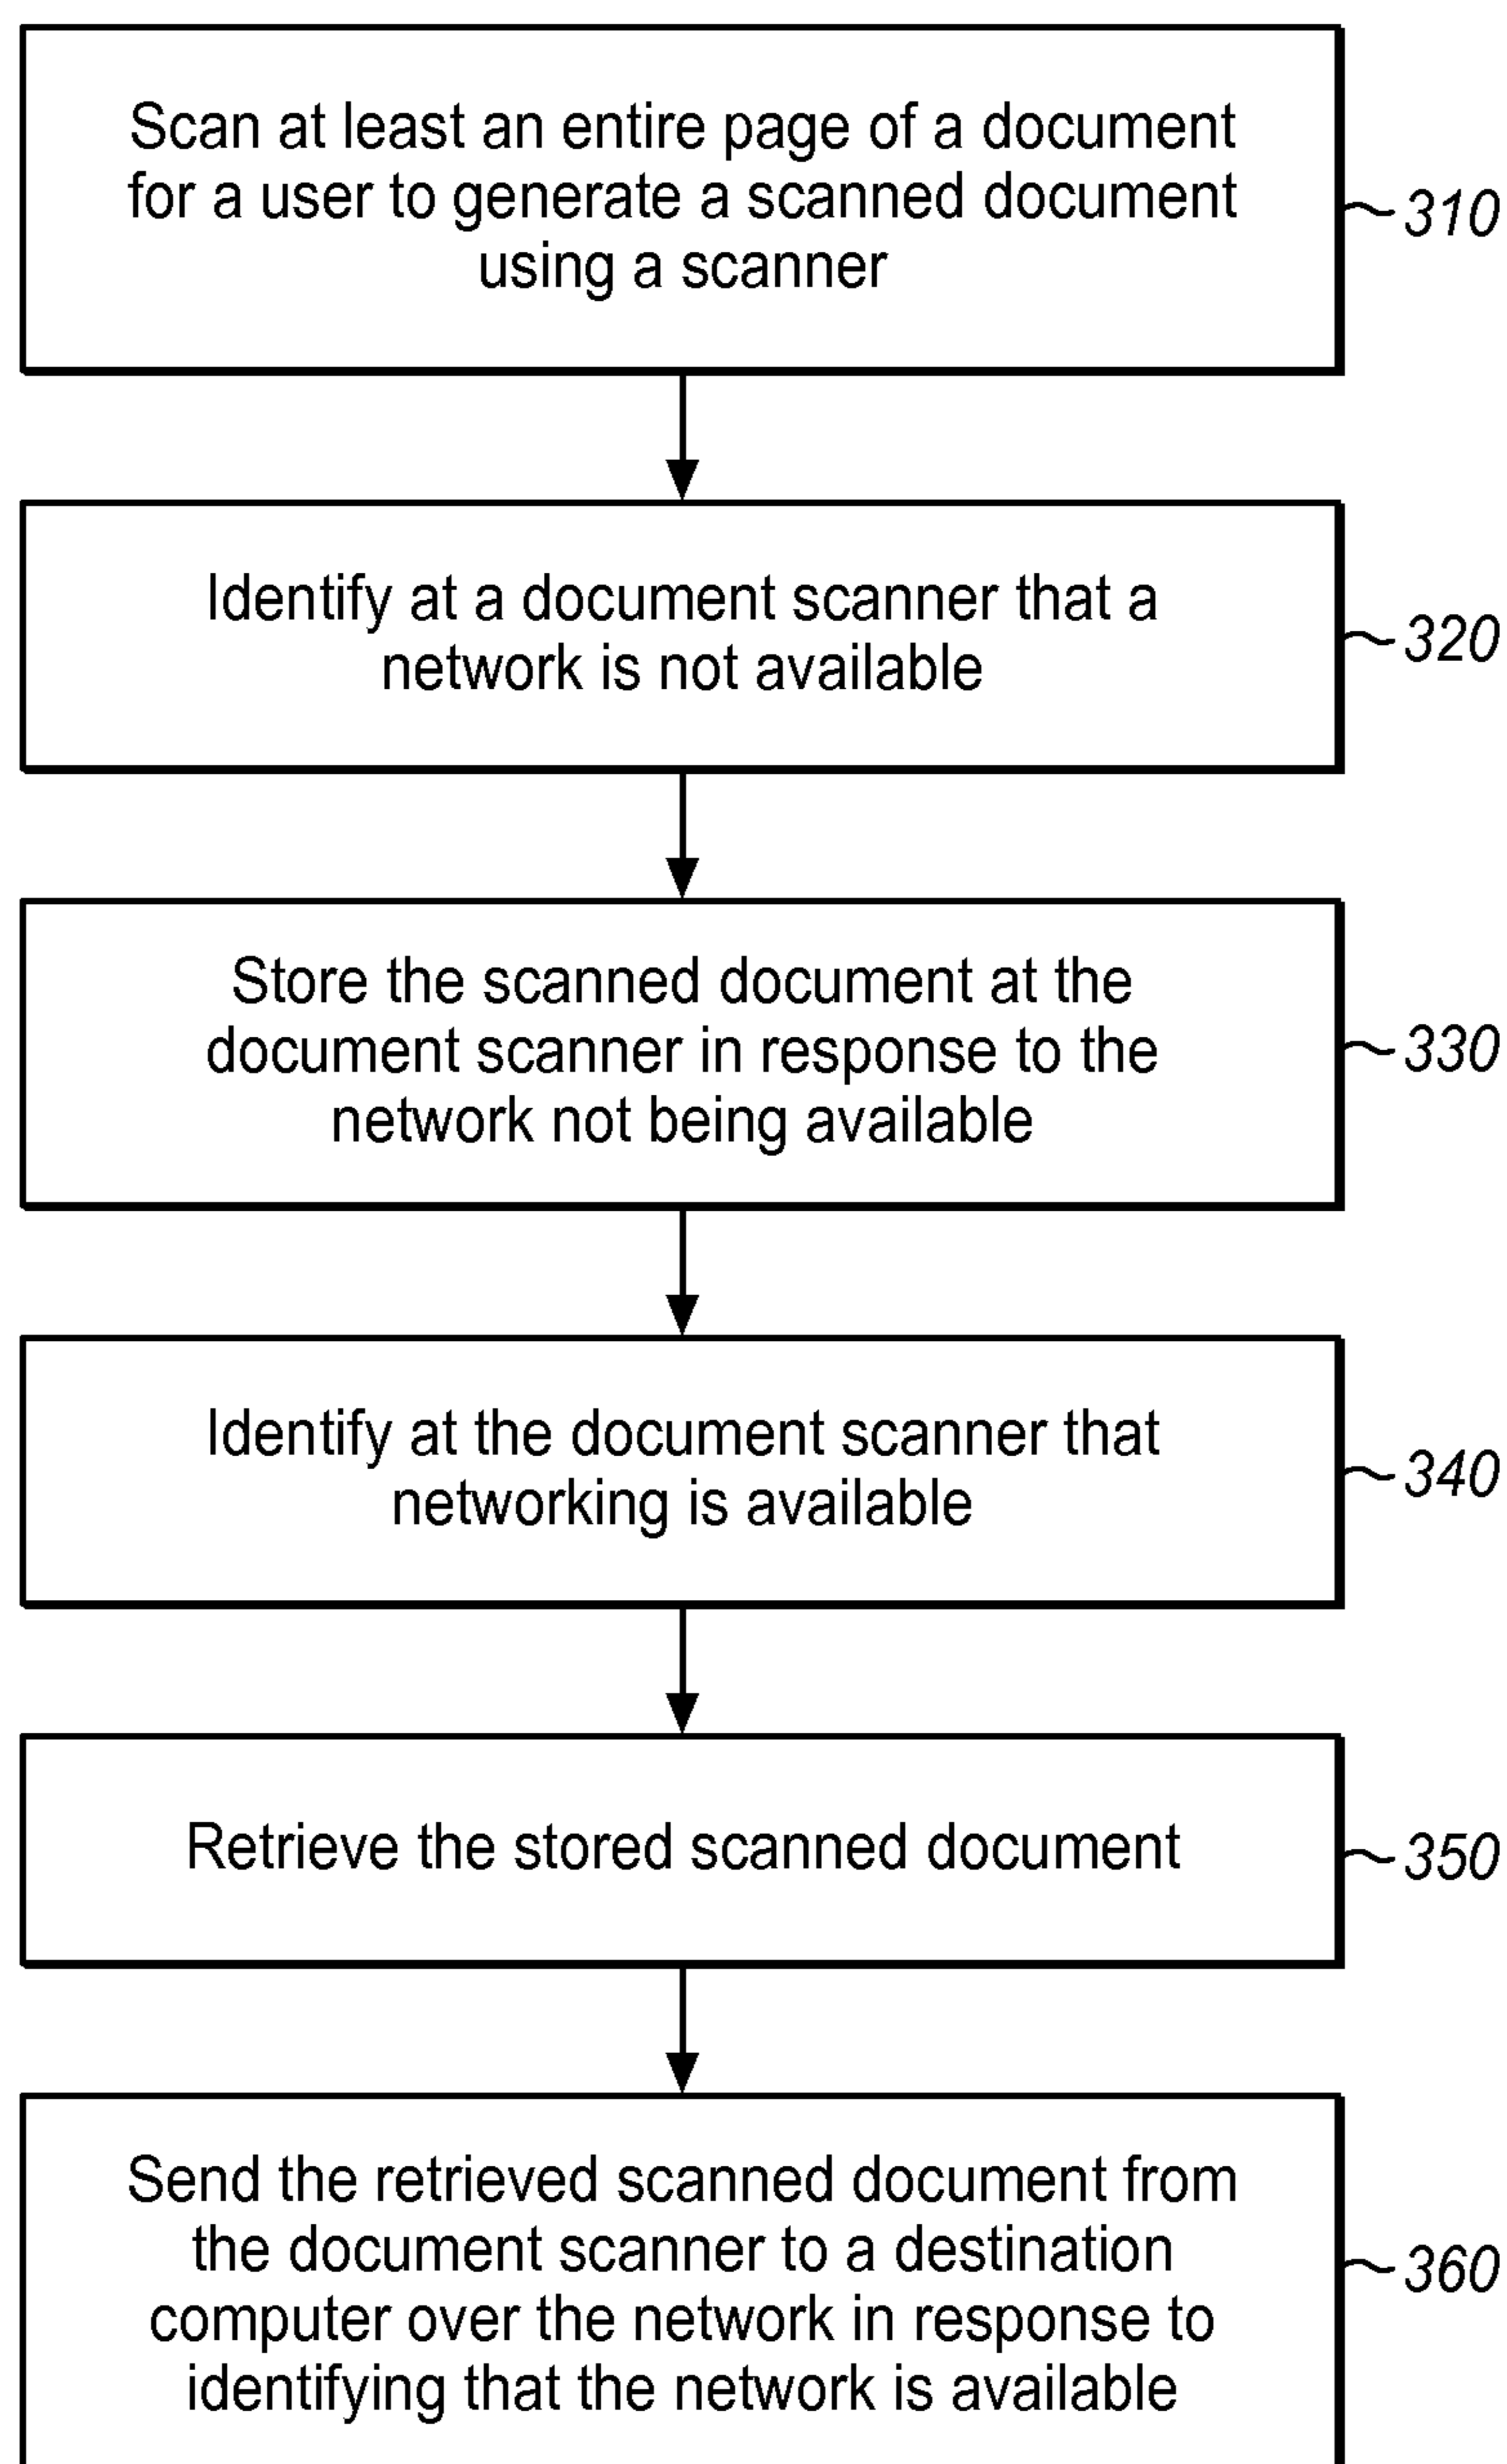 Scan at least an entire page of a document
for a user to generate a scanned document
using a scanner
310
Identify at a document scanner that a
network is not available
320
Store the scanned document at the
document scanner in response to the
network not being available
330
Identify at the document scanner that
networking is available
340
Retrieve the stored scanned document
350
Send the retrieved scanned document from
the document scanner to a destination
computer over the network in response to
identifying that the network is available
360